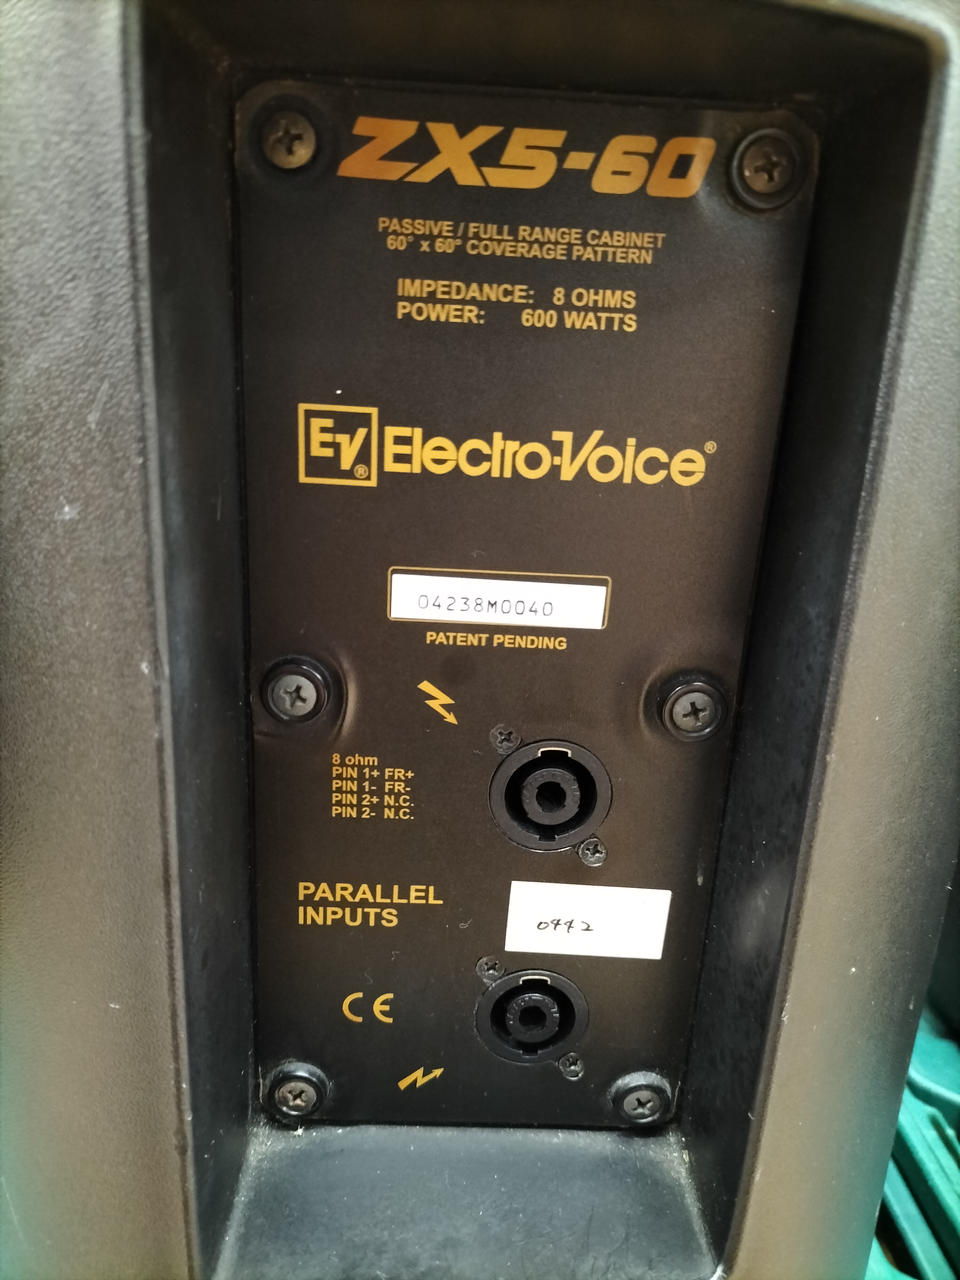 ZX5-60
PASSIVE / FULL RANGE CABINET
60° x 60° COVERAGE PATTERN
IMPEDANCE: 8 OHMS
POWER: 600 WATTS
EV® Electro-Voice®
04238M0040
PATENT PENDING
8 ohm
PIN 1+ FR+
PIN 1- FR-
PIN 2+ N.C.
PIN 2- N.C.
PARALLEL
INPUTS
0442
CE